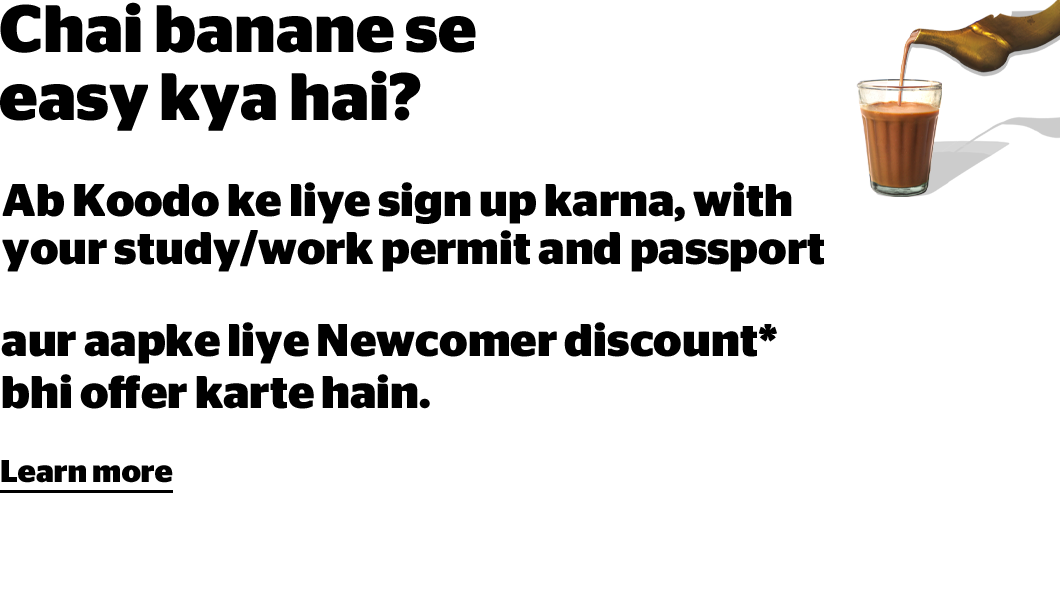 Chai banane se
easy kya hai?
Ab Koodo ke liye sign up karna, with
your study/work permit and passport
aur aapke liye Newcomer discount*
bhi offer karte hain.
Learn more